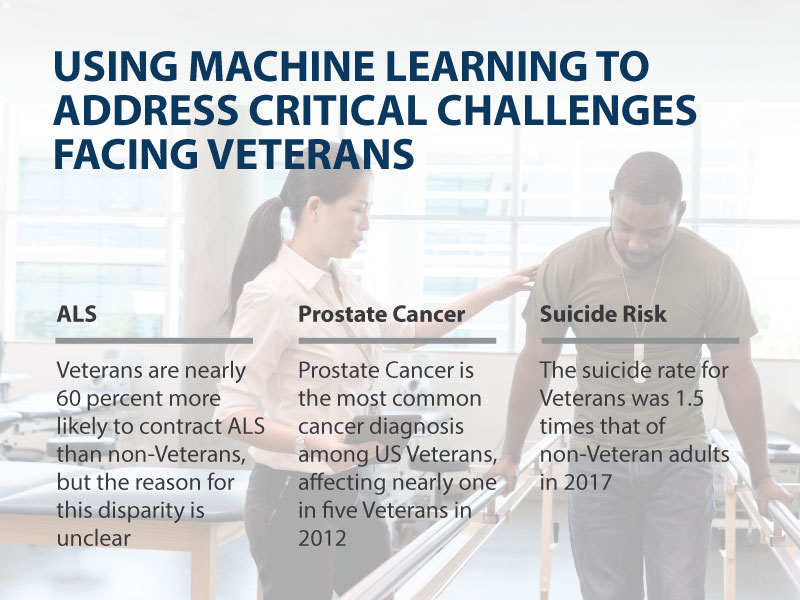 USING MACHINE LEARNING TO
ADDRESS CRITICAL CHALLENGES
FACING VETERANS
ALS
Veterans are nearly
60 percent more
likely to contract ALS
than non-Veterans,
but the reason for
this disparity is
unclear
Prostate Cancer
Prostate Cancer is
the most common
cancer diagnosis
among US Veterans,
affecting nearly one
in five Veterans in
2012
Suicide Risk
The suicide rate for
Veterans was 1.5
times that of
non-Veteran adults
in 2017